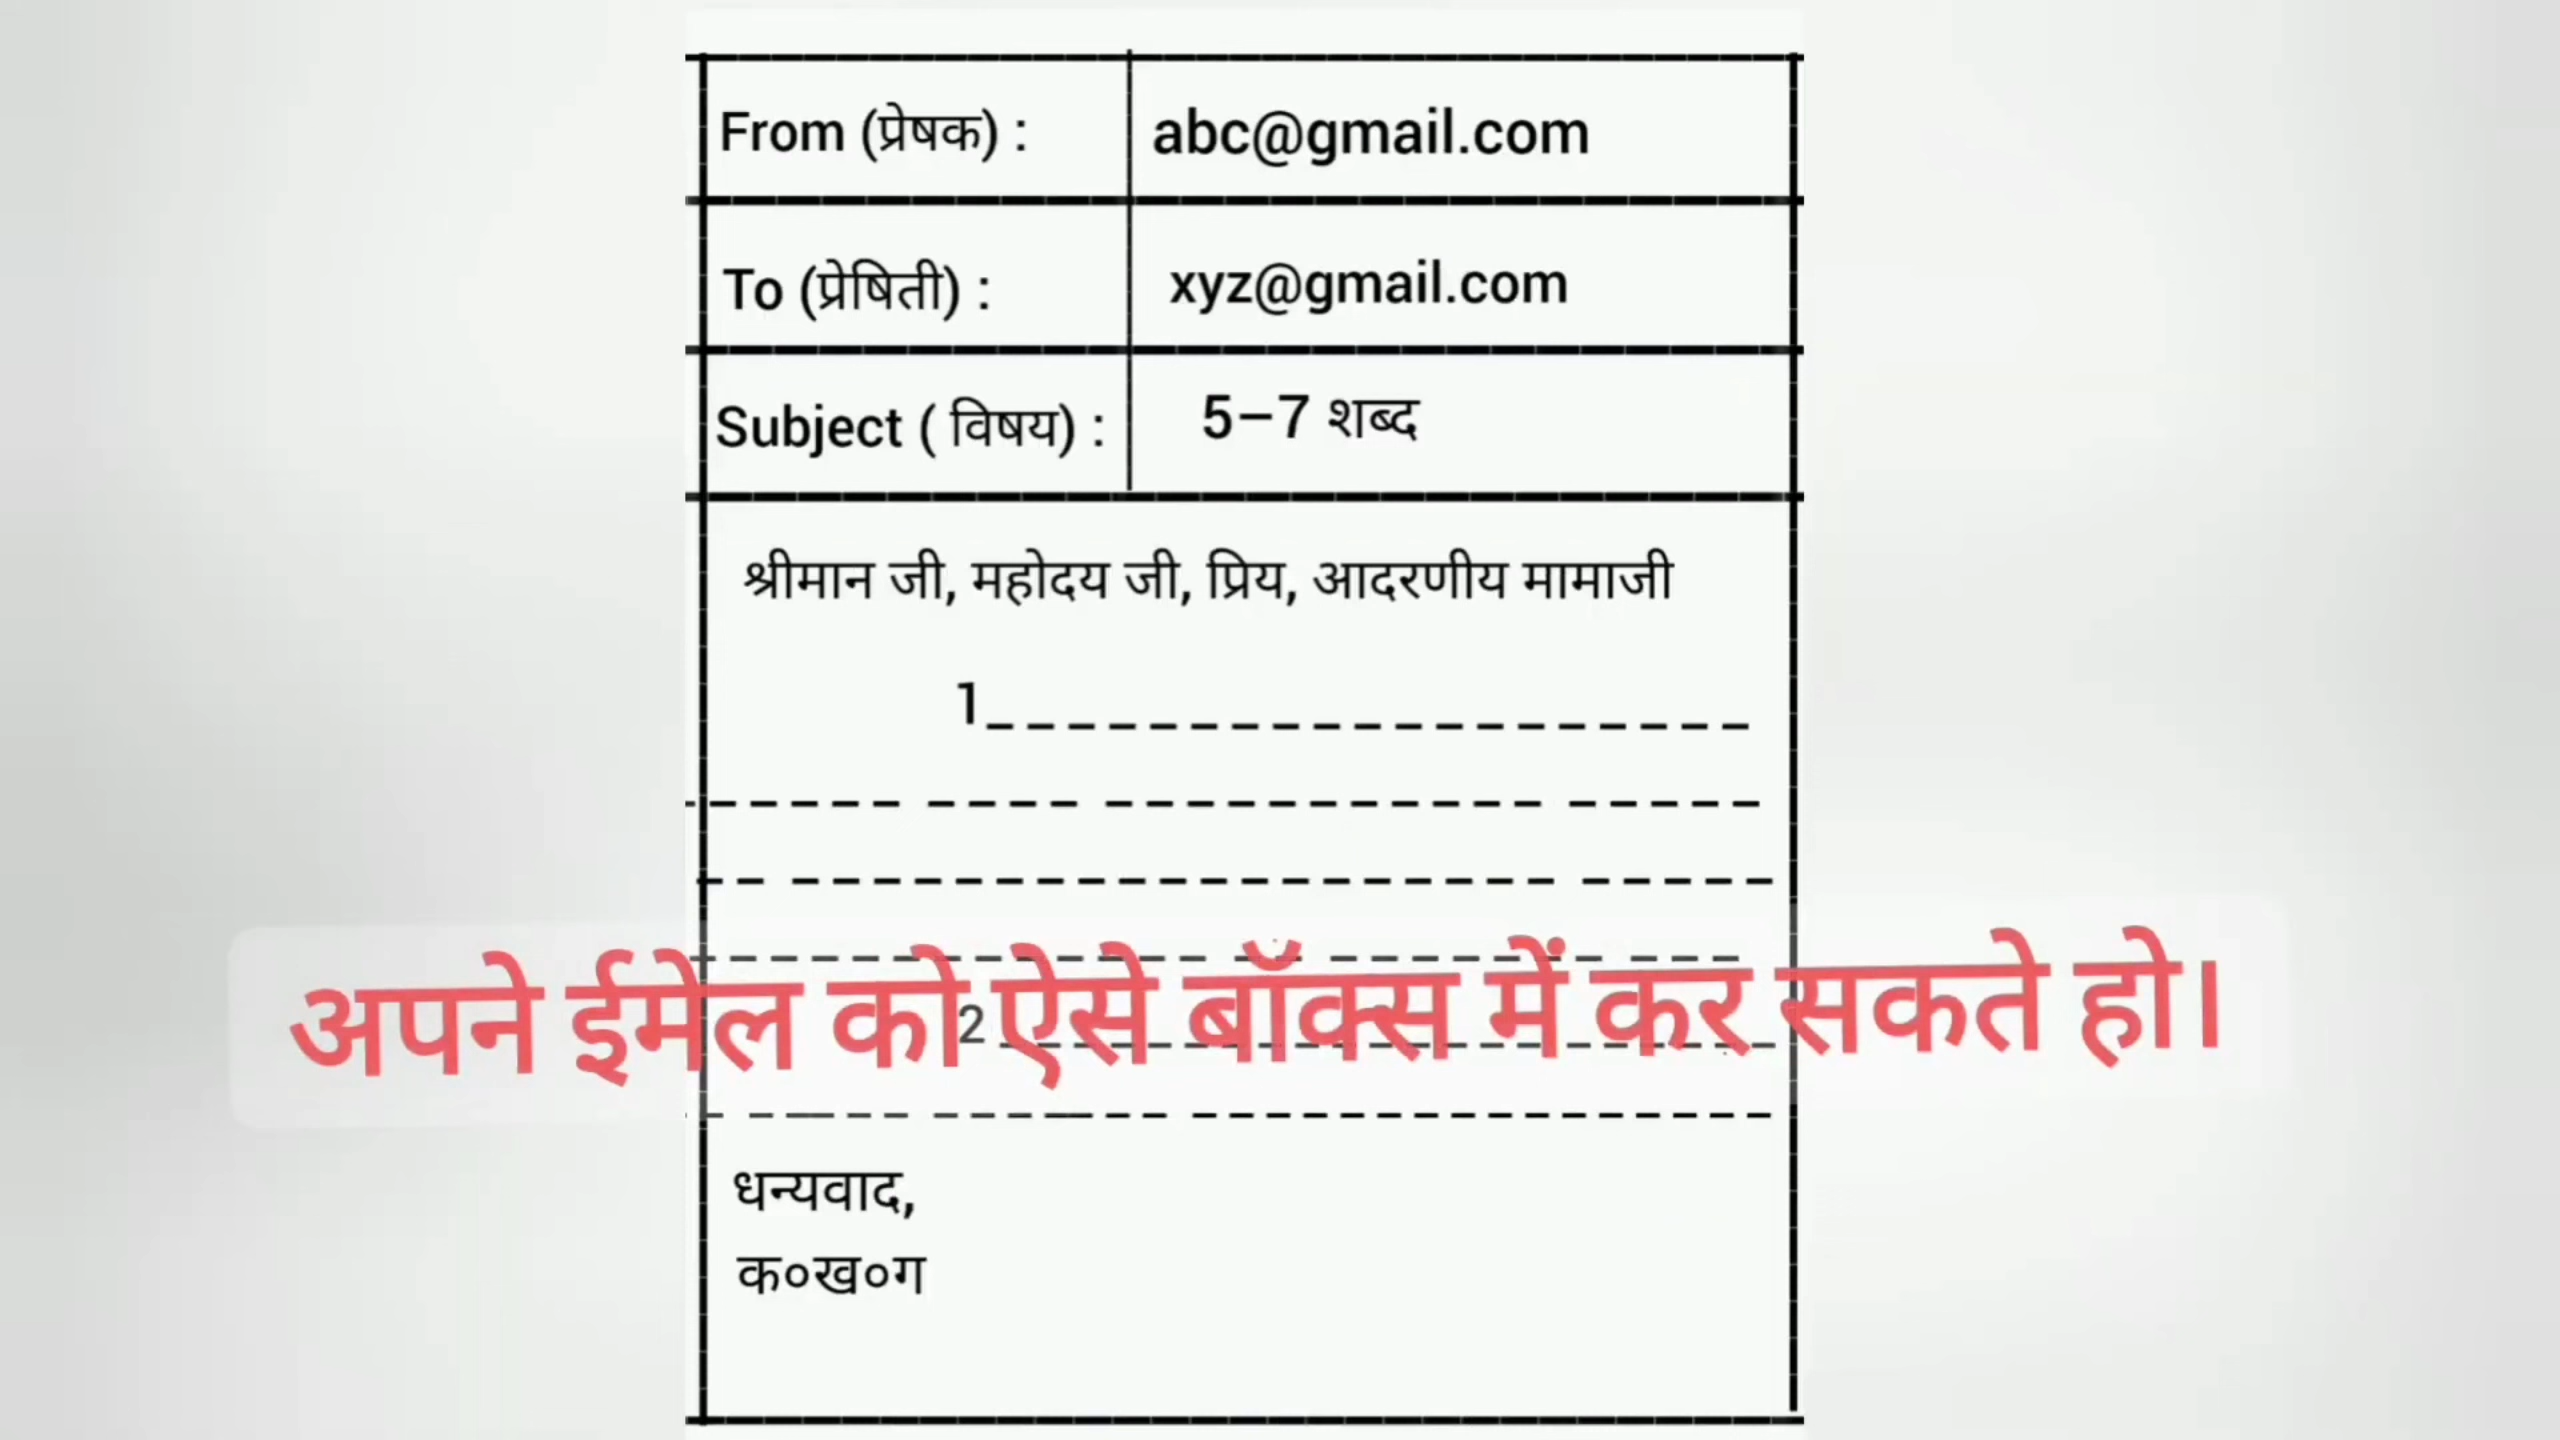 From (प्रेषक) : abc@gmail.com
To (प्रेषिती) : xyz@gmail.com
Subject ( विषय) : 5–7 शब्द
श्रीमान जी, महोदय जी, प्रिय, आदरणीय मामाजी
1
अपने ईमेल को ऐसे बॉक्स में कर सकते हो।
2
धन्यवाद,
क०ख०ग